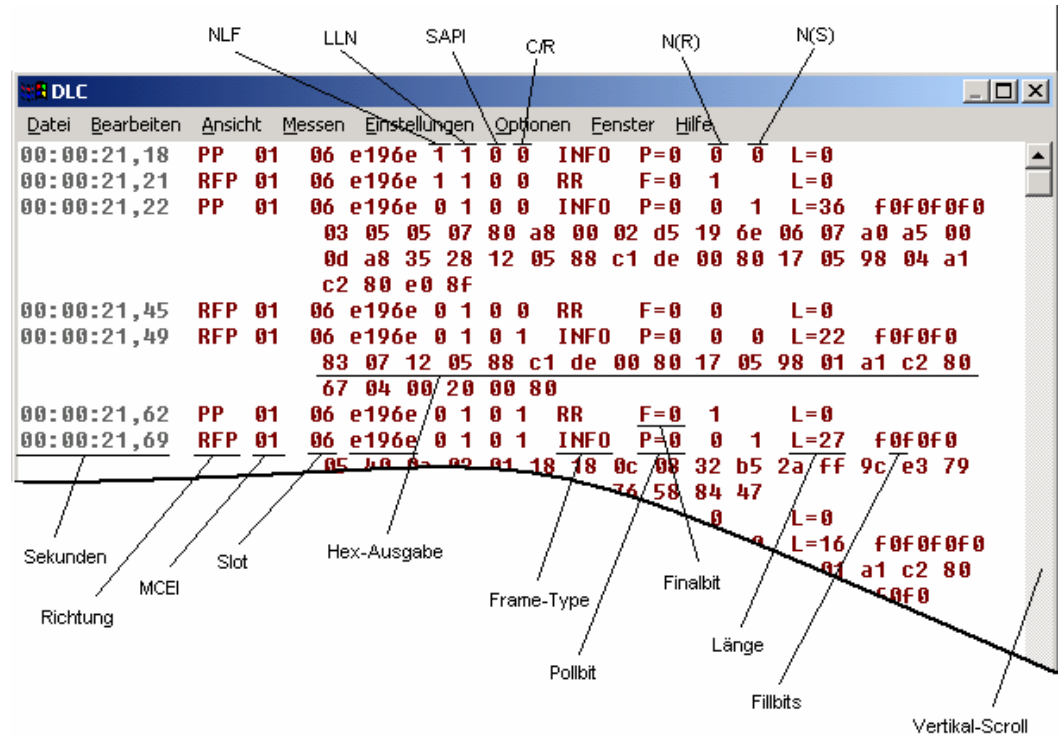 NLF LLN SAPI C/R N(R) N(S)
DLC
Datei Bearbeiten Ansicht Messen Einstellungen Optionen Fenster Hilfe
00:00:21,18 PP 01 06 e196e 1 1 0 0 INFO P=0 0 0 L=0
00:00:21,21 RFP 01 06 e196e 1 1 0 0 RR F=0 1 L=0
00:00:21,22 PP 01 06 e196e 0 1 0 0 INFO P=0 0 1 L=36 f0f0f0f0
03 05 05 07 80 a8 00 02 d5 19 6e 06 07 a0 a5 00
0d a8 35 28 12 05 88 c1 de 00 80 17 05 98 04 a1
c2 80 e0 8f
00:00:21,45 RFP 01 06 e196e 0 1 0 0 RR F=0 0 L=0
00:00:21,49 RFP 01 06 e196e 0 1 0 1 INFO P=0 0 0 L=22 f0f0f0
83 07 12 05 88 c1 de 00 80 17 05 98 01 a1 c2 80
67 04 00 20 00 80
00:00:21,62 PP 01 06 e196e 0 1 0 1 RR F=0 1 L=0
00:00:21,69 RFP 01 06 e196e 0 1 0 1 INFO P=0 0 1 L=27 f0f0f0
05 40 0a 02 01 18 18 0c 08 32 b5 2a ff 9c e3 79
76 58 84 47
0 L=0
0 L=16 f0f0f0f0
01 a1 c2 80
f0f0
Sekunden
Richtung
MCEI
Slot
Hex-Ausgabe
Frame-Type
Pollbit
Finalbit
Länge
Fillbits
Vertikal-Scroll